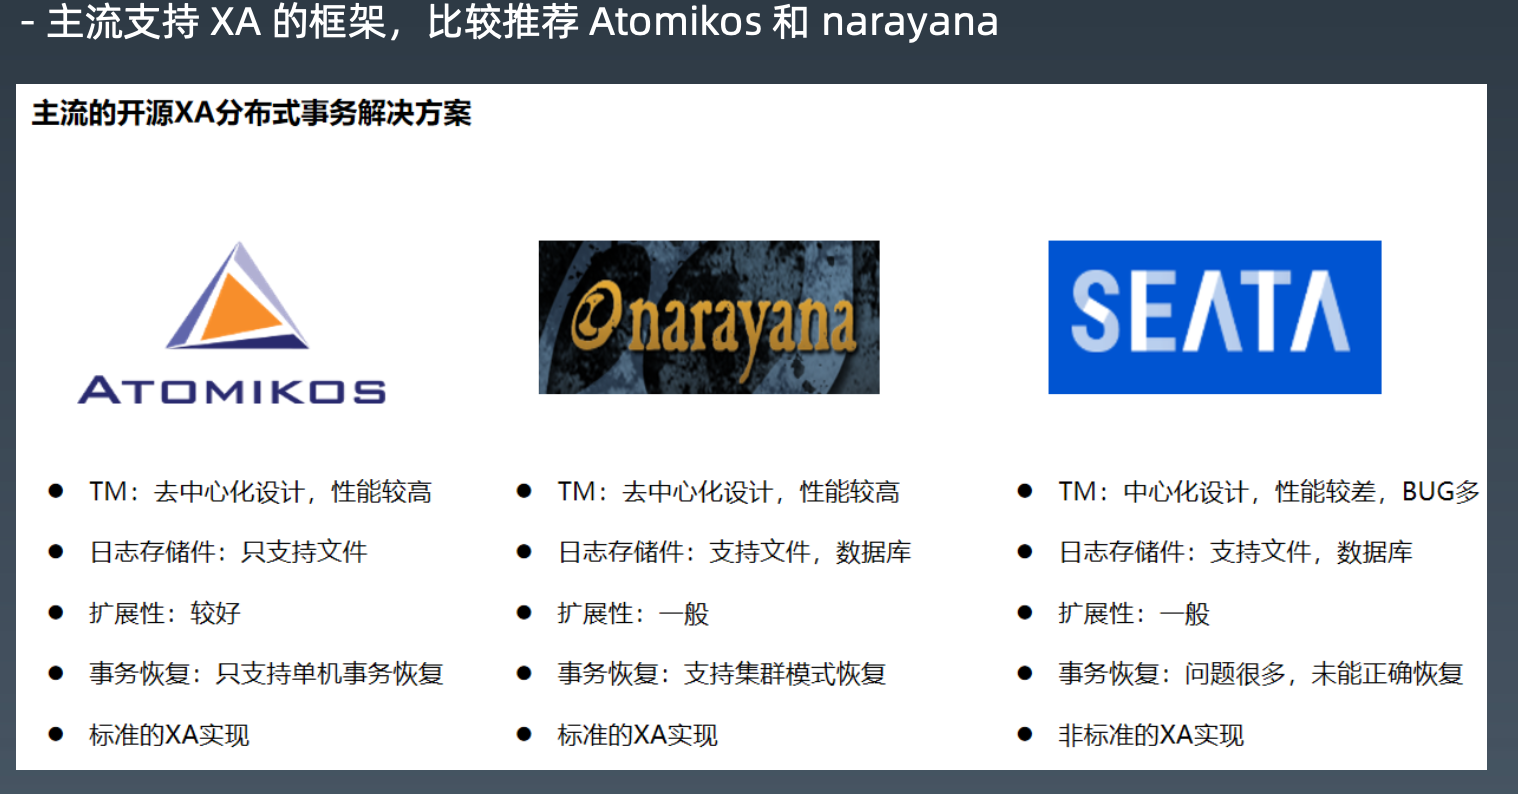 - 主流支持 XA 的框架，比较推荐 Atomikos 和 narayana
主流的开源XA分布式事务解决方案
ATOMIKOS
narayana
SEATA
● TM：去中心化设计，性能较高
● 日志存储件：只支持文件
● 扩展性：较好
● 事务恢复：只支持单机事务恢复
● 标准的XA实现
● TM：去中心化设计，性能较高
● 日志存储件：支持文件，数据库
● 扩展性：一般
● 事务恢复：支持集群模式恢复
● 标准的XA实现
● TM：中心化设计，性能较差，BUG多
● 日志存储件：支持文件，数据库
● 扩展性：一般
● 事务恢复：问题很多，未能正确恢复
● 非标准的XA实现